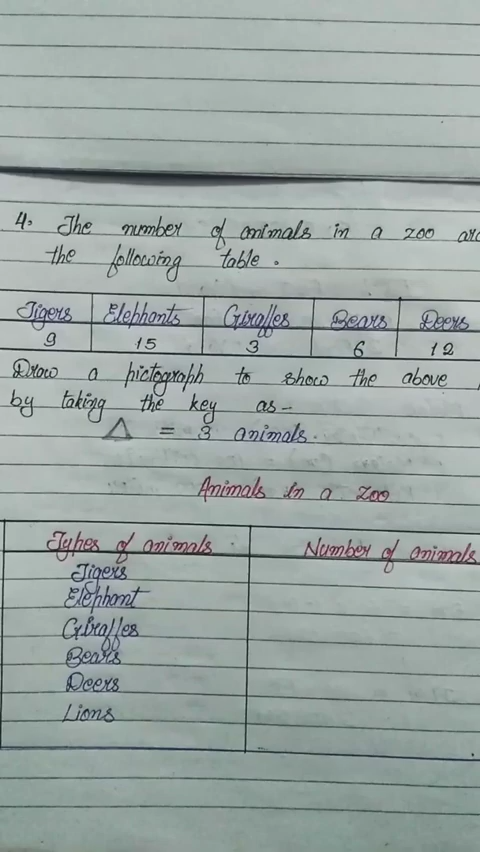 4. The number of animals in a zoo are
the following table.
Tigers Elephants Giraffes Bears Deers
9 15 3 6 12
Draw a pictograph to show the above
by taking the key as-
△ = 3 animals.
Animals in a Zoo
Types of animals Number of animals
Tigers
Elephant
Giraffes
Bears
Deers
Lions